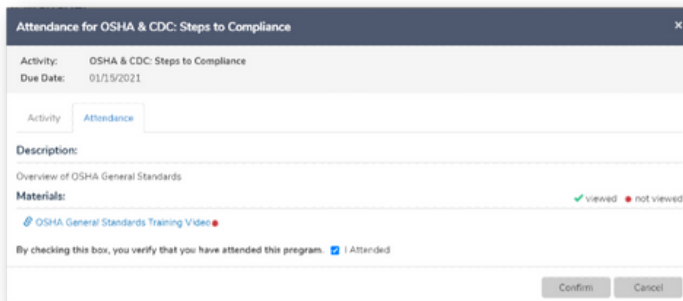 Attendance for OSHA & CDC: Steps to Compliance ×
Activity: OSHA & CDC: Steps to Compliance
Due Date: 01/15/2021
Activity Attendance
Description:
Overview of OSHA General Standards
Materials: ✔ viewed ● not viewed
OSHA General Standards Training Video
By checking this box, you verify that you have attended this program. I Attended
Confirm Cancel